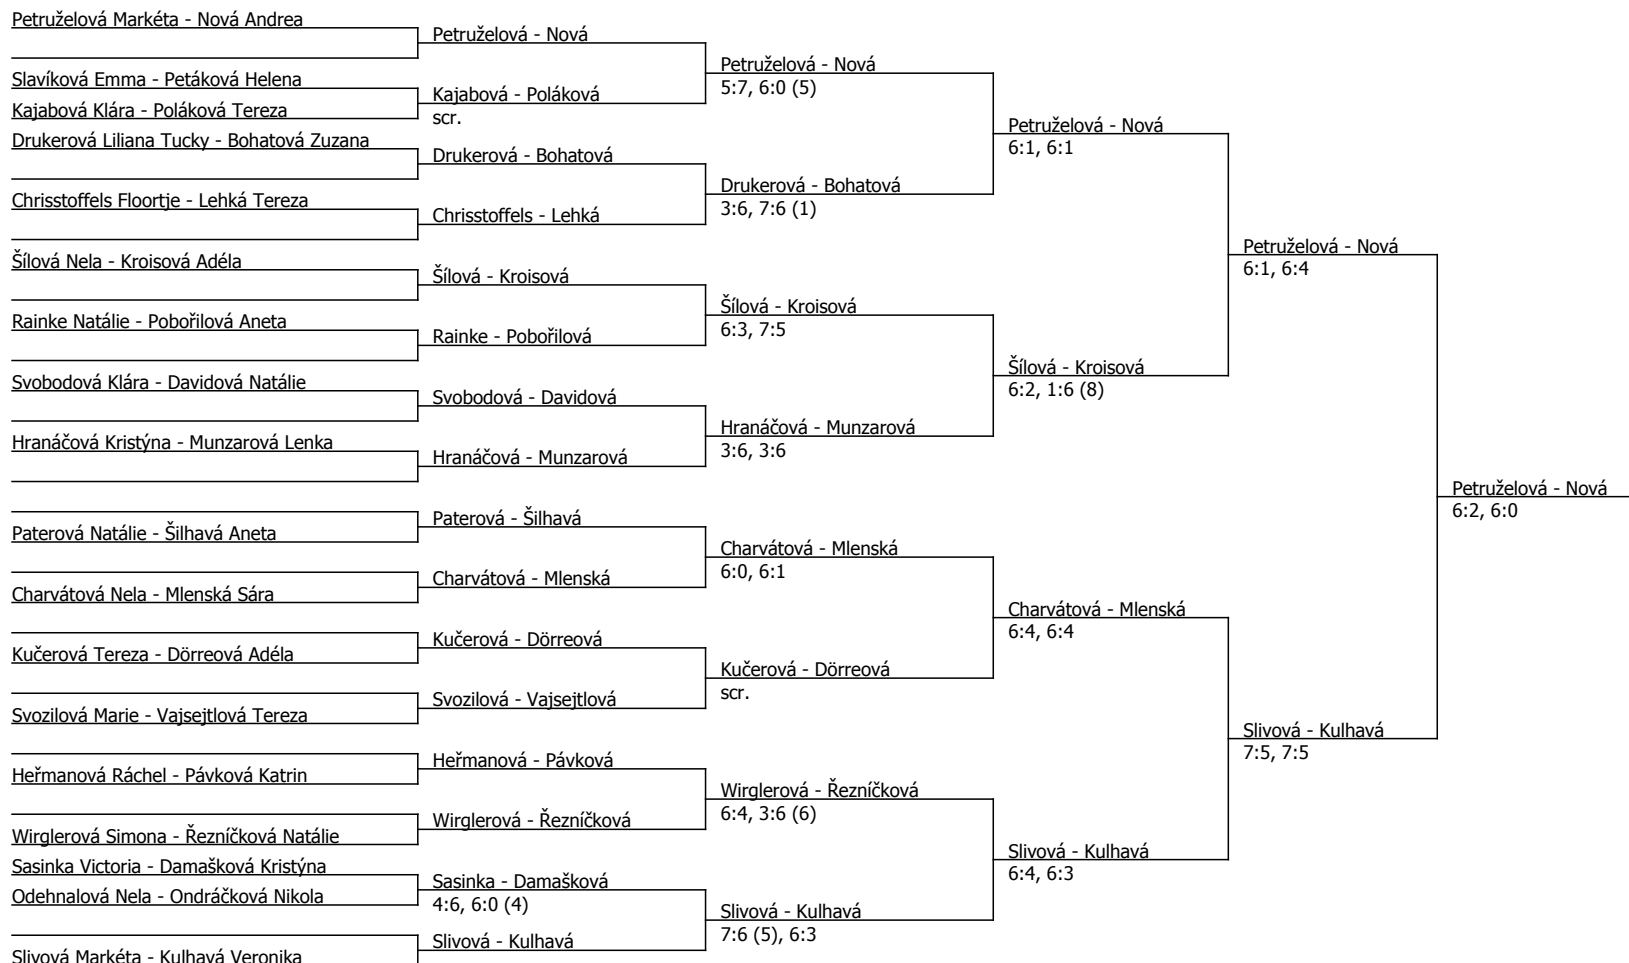 Petruželová Markéta - Nová Andrea
Slavíková Emma - Petáková Helena
Kajabová Klára - Poláková Tereza
Drukerová Liliana Tucky - Bohatová Zuzana
Chrisstoffels Floortje - Lehká Tereza
Šílová Nela - Kroisová Adéla
Rainke Natálie - Pobořilová Aneta
Svobodová Klára - Davidová Natálie
Hranáčová Kristýna - Munzarová Lenka
Paterová Natálie - Šilhavá Aneta
Charvátová Nela - Mlenská Sára
Kučerová Tereza - Dörreová Adéla
Svozilová Marie - Vajsejtlová Tereza
Heřmanová Ráchel - Pávková Katrin
Wirglerová Simona - Řezníčková Natálie
Sasinka Victoria - Damašková Kristýna
Odehnalová Nela - Ondráčková Nikola
Slivová Markéta - Kulhavá Veronika
Petruželová - Nová
Kajabová - Poláková
scr.
Drukerová - Bohatová
Chrisstoffels - Lehká
Šílová - Kroisová
Rainke - Pobořilová
Svobodová - Davidová
Hranáčová - Munzarová
Paterová - Šilhavá
Charvátová - Mlenská
Kučerová - Dörreová
Svozilová - Vajsejtlová
Heřmanová - Pávková
Wirglerová - Řezníčková
Sasinka - Damašková
4:6, 6:0 (4)
Slivová - Kulhavá
Petruželová - Nová
5:7, 6:0 (5)
Drukerová - Bohatová
3:6, 7:6 (1)
Šílová - Kroisová
6:3, 7:5
Hranáčová - Munzarová
3:6, 3:6
Charvátová - Mlenská
6:0, 6:1
Kučerová - Dörreová
scr.
Wirglerová - Řezníčková
6:4, 3:6 (6)
Slivová - Kulhavá
7:6 (5), 6:3
Petruželová - Nová
6:1, 6:1
Šílová - Kroisová
6:2, 1:6 (8)
Charvátová - Mlenská
6:4, 6:4
Slivová - Kulhavá
6:4, 6:3
Petruželová - Nová
6:1, 6:4
Slivová - Kulhavá
7:5, 7:5
Petruželová - Nová
6:2, 6:0